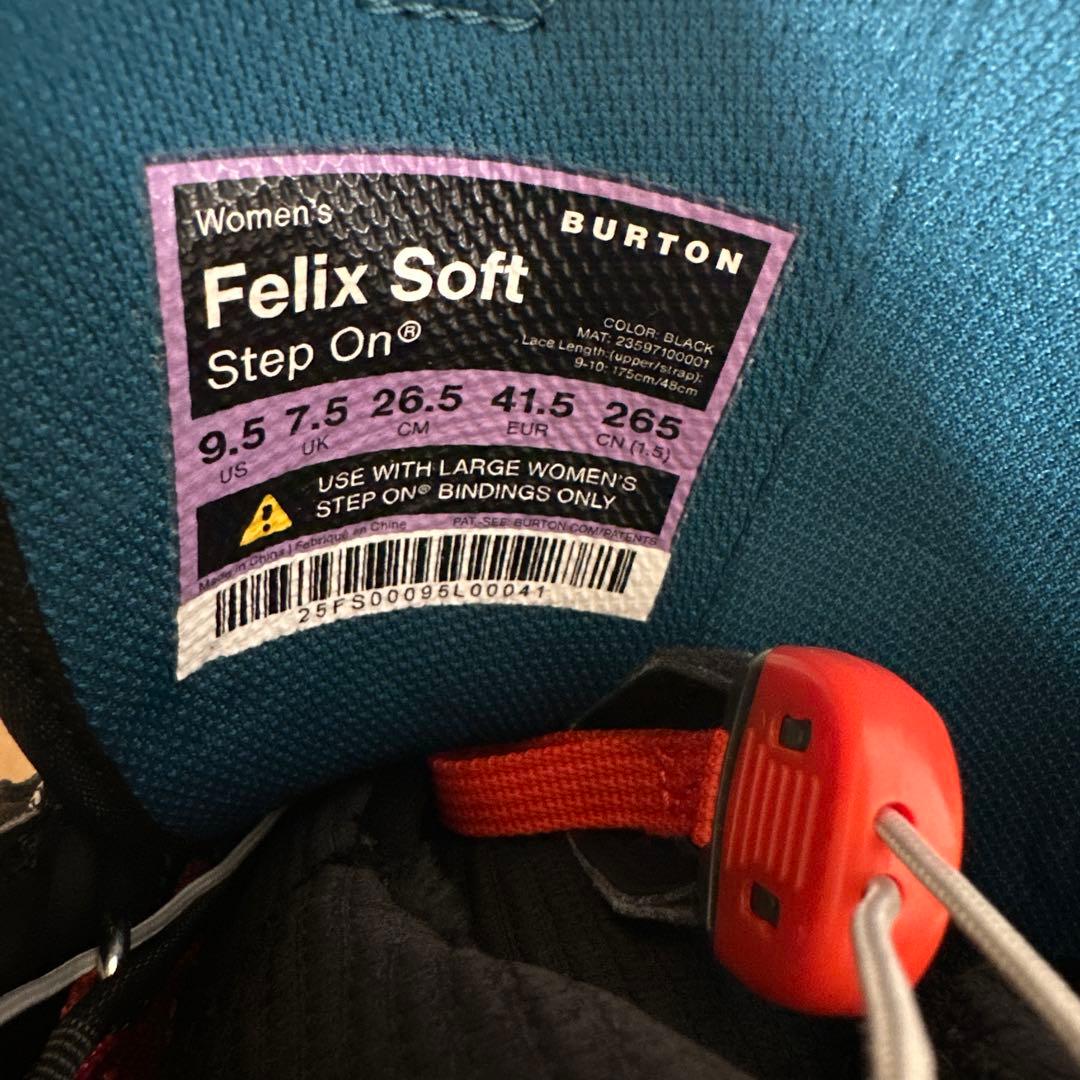 Women's
BURTON
Felix Soft
Step On®
COLOR: BLACK
MAT: 23597100001
Lace Length:(upper/strap):
9-10: 175cm/48cm
9.5 7.5 26.5 41.5 265
US UK CM EUR CN (1.5)
USE WITH LARGE WOMEN'S
STEP ON® BINDINGS ONLY
Made in China | Fabriqué en Chine PAT.-SEE: BURTON.COM/PATENTS
25FS00095L00041